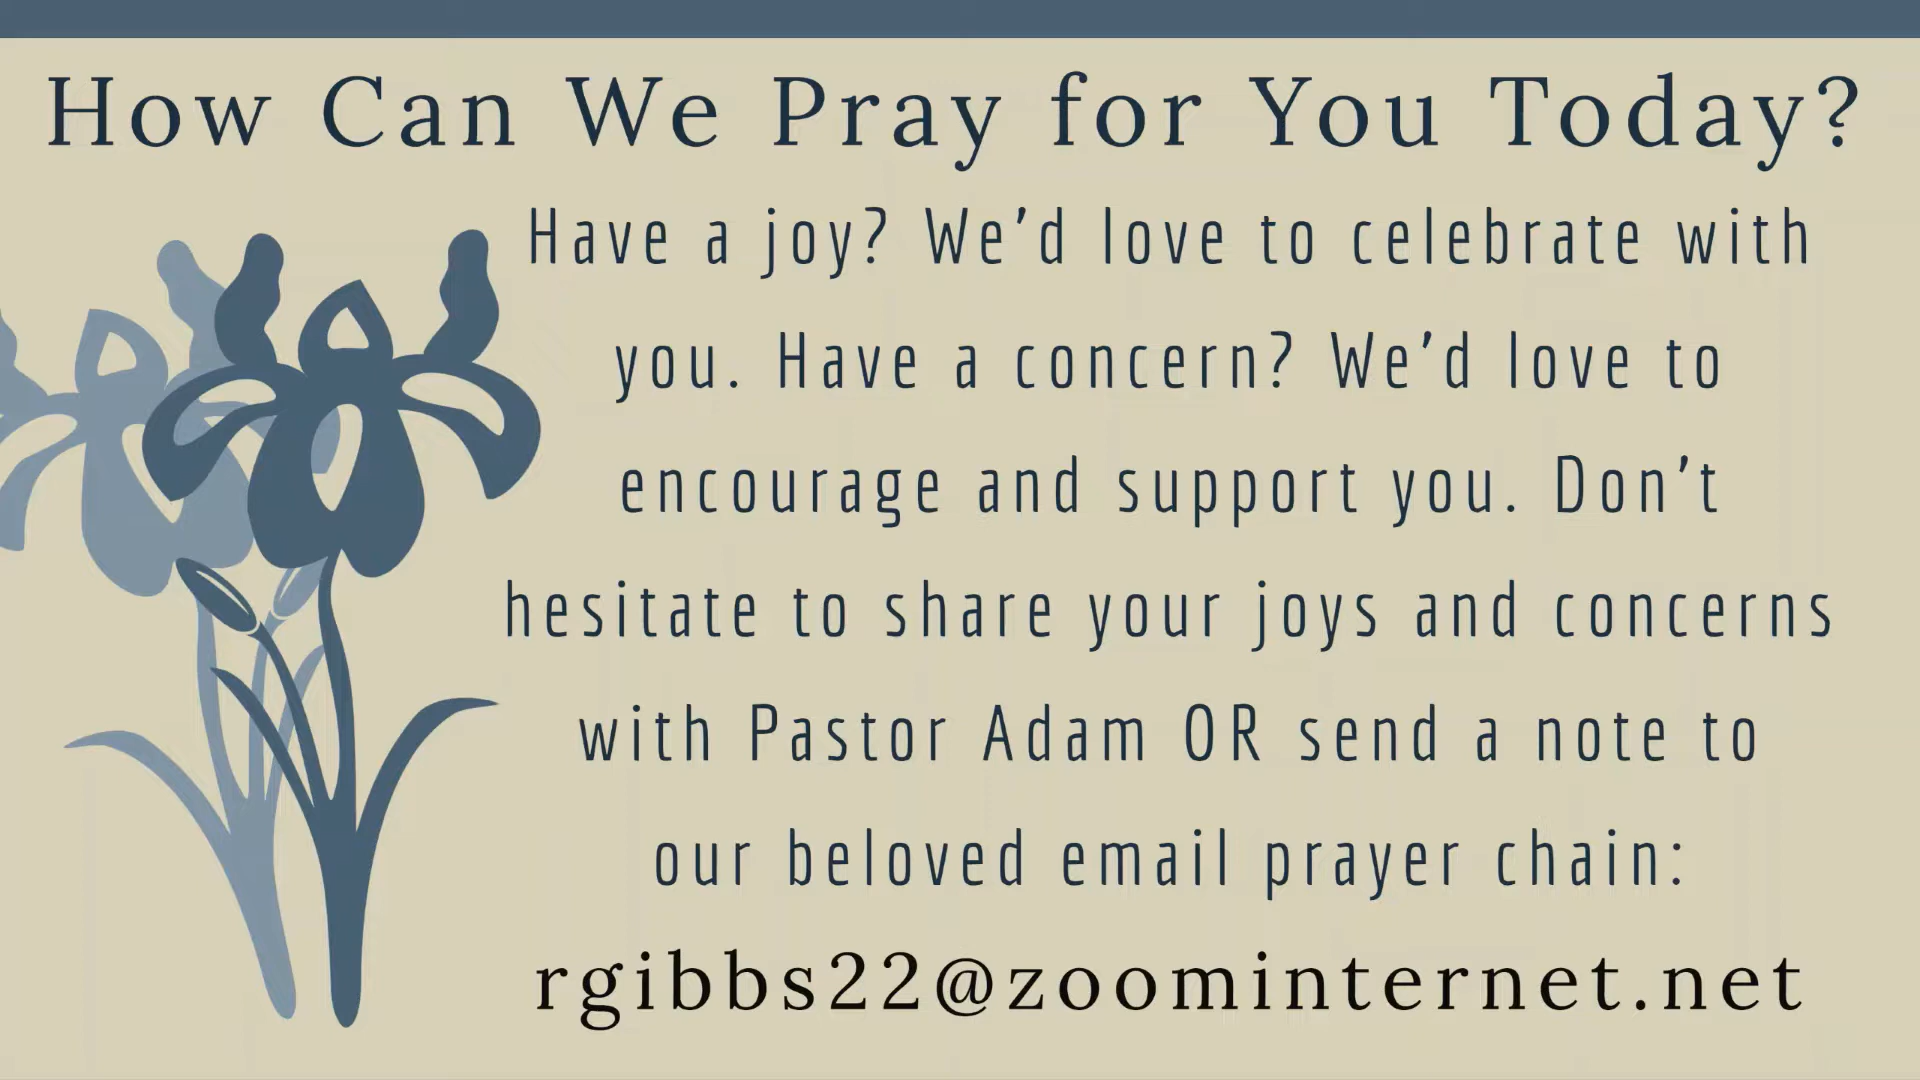 How Can We Pray for You Today?
Have a joy? We'd love to celebrate with
you. Have a concern? We'd love to
encourage and support you. Don't
hesitate to share your joys and concerns
with Pastor Adam OR send a note to
our beloved email prayer chain:
rgibbs22@zoominternet.net